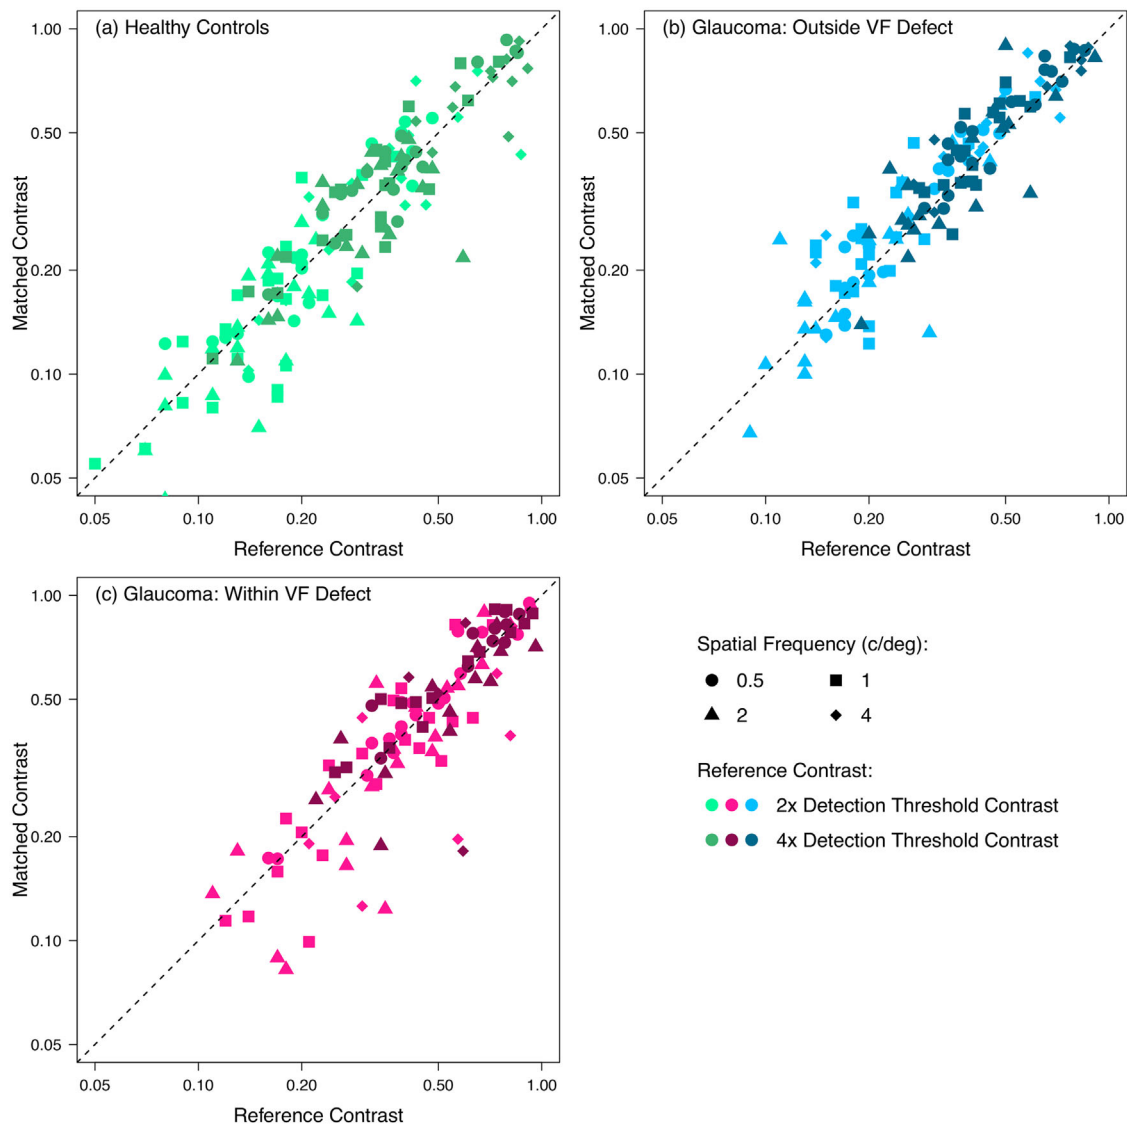 (a) Healthy Controls
1.00
0.50
0.20
0.10
0.05
Matched Contrast
0.05 0.10 0.20 0.50 1.00
Reference Contrast
(b) Glaucoma: Outside VF Defect
1.00
0.50
0.20
0.10
0.05
Matched Contrast
0.05 0.10 0.20 0.50 1.00
Reference Contrast
(c) Glaucoma: Within VF Defect
1.00
0.50
0.20
0.10
0.05
Matched Contrast
0.05 0.10 0.20 0.50 1.00
Reference Contrast
Spatial Frequency (c/deg):
0.5 1
2 4
Reference Contrast:
2x Detection Threshold Contrast
4x Detection Threshold Contrast